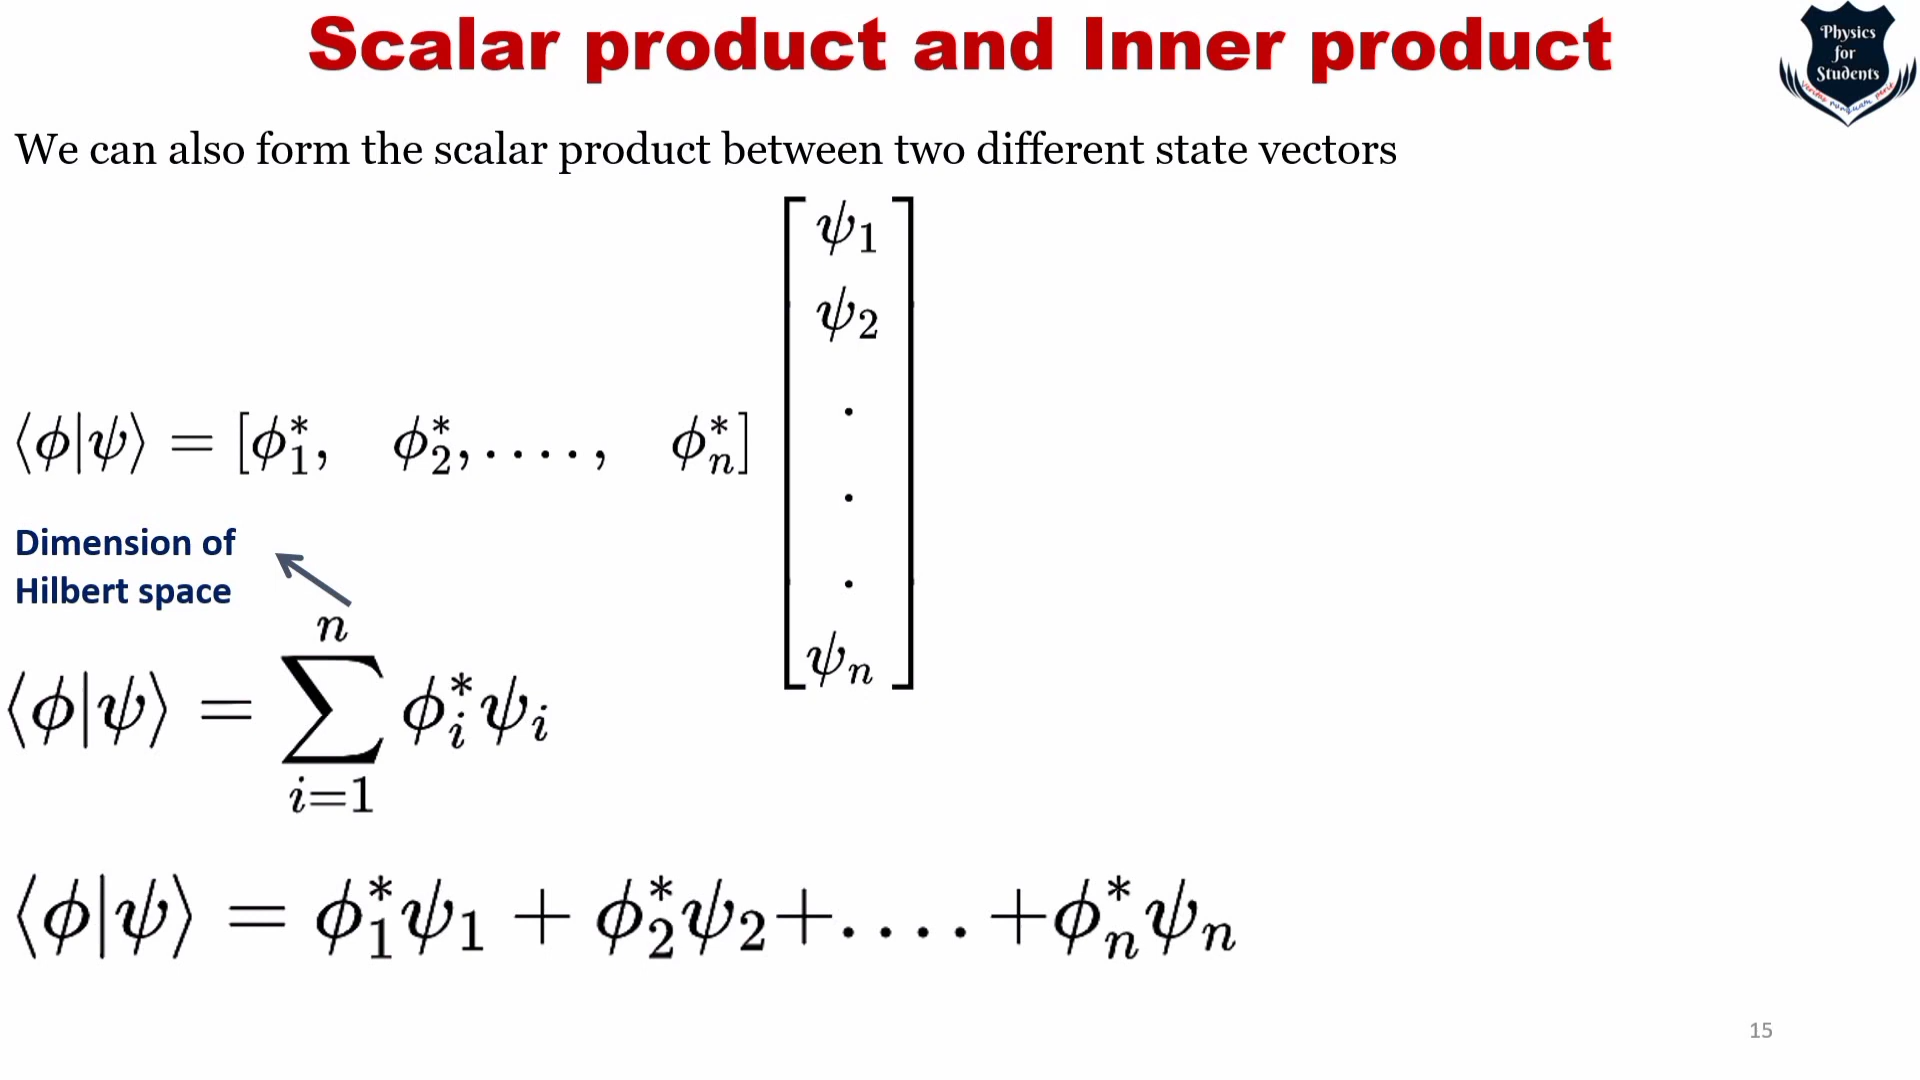 Scalar product and Inner product
Physics
for
Students
We can also form the scalar product between two different state vectors
⟨ϕ|ψ⟩ = [ϕ₁*, ϕ₂*, . . . . , ϕₙ*]
ψ₁
ψ₂
.
.
.
ψₙ
Dimension of
Hilbert space
⟨ϕ|ψ⟩ = ∑ᵢ₌₁ⁿ ϕᵢ*ψᵢ
⟨ϕ|ψ⟩ = ϕ₁*ψ₁ + ϕ₂*ψ₂+. . . . +ϕₙ*ψₙ
15